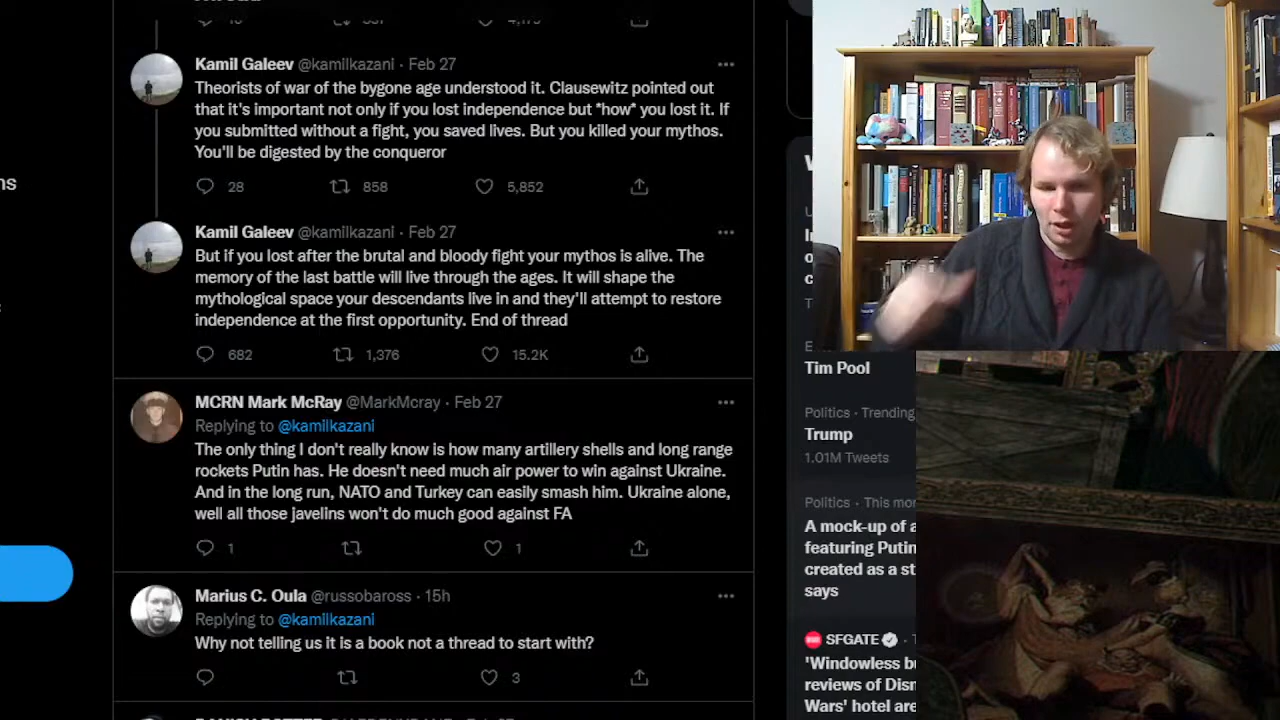 Kamil Galeev @kamilkazani · Feb 27
Theorists of war of the bygone age understood it. Clausewitz pointed out
that it's important not only if you lost independence but *how* you lost it. If
you submitted without a fight, you saved lives. But you killed your mythos.
You'll be digested by the conqueror
28 858 5,852
Kamil Galeev @kamilkazani · Feb 27
But if you lost after the brutal and bloody fight your mythos is alive. The
memory of the last battle will live through the ages. It will shape the
mythological space your descendants live in and they'll attempt to restore
independence at the first opportunity. End of thread
682 1,376 15.2K
MCRN Mark McRay @MarkMcray · Feb 27
Replying to @kamilkazani
The only thing I don't really know is how many artillery shells and long range
rockets Putin has. He doesn't need much air power to win against Ukraine.
And in the long run, NATO and Turkey can easily smash him. Ukraine alone,
well all those javelins won't do much good against FA
1 1
Marius C. Oula @russobaross · 15h
Replying to @kamilkazani
Why not telling us it is a book not a thread to start with?
3
ns
Tim Pool
Politics · Trending
Trump
1.01M Tweets
Politics · This mor
A mock-up of a
featuring Putin
created as a st
says
SFGATE
'Windowless bu
reviews of Disn
Wars' hotel are